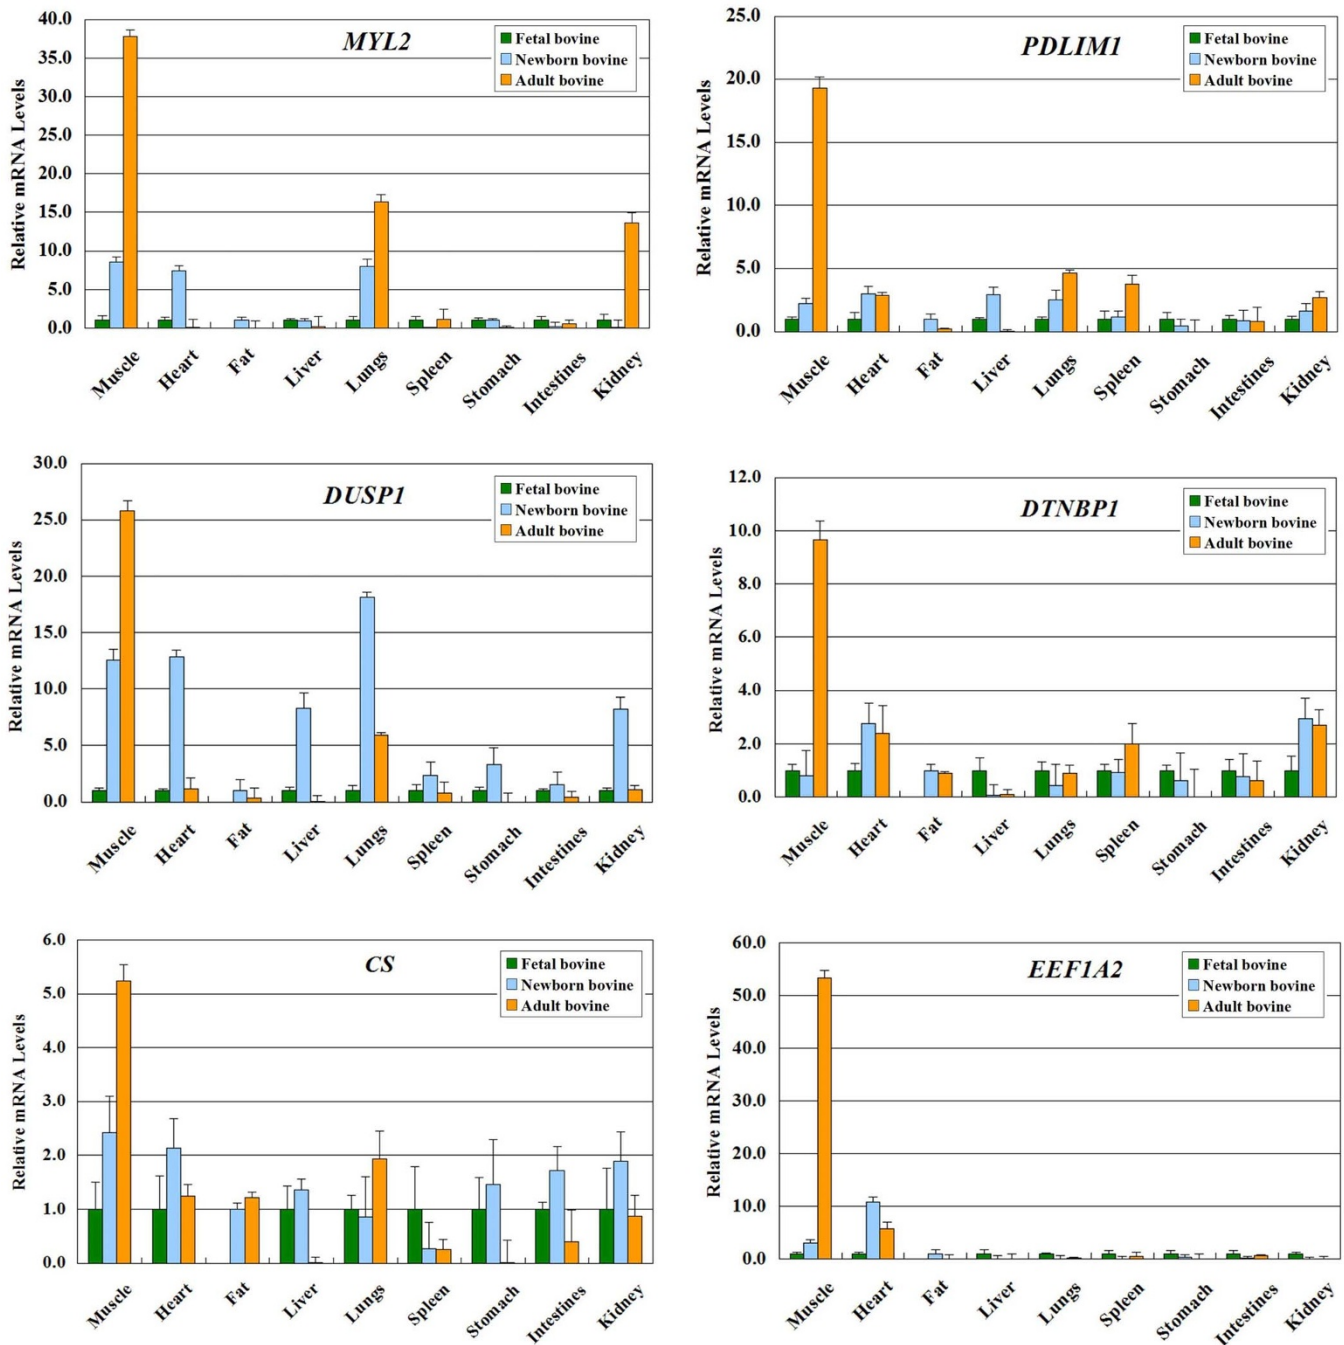 MYL2
Relative mRNA Levels
40.0
35.0
30.0
25.0
20.0
15.0
10.0
5.0
0.0
Fetal bovine
Newborn bovine
Adult bovine
Muscle Heart Fat Liver Lungs Spleen Stomach Intestines Kidney
PDLIM1
Relative mRNA Levels
25.0
20.0
15.0
10.0
5.0
0.0
Fetal bovine
Newborn bovine
Adult bovine
Muscle Heart Fat Liver Lungs Spleen Stomach Intestines Kidney
DUSP1
Relative mRNA Levels
30.0
25.0
20.0
15.0
10.0
5.0
0.0
Fetal bovine
Newborn bovine
Adult bovine
Muscle Heart Fat Liver Lungs Spleen Stomach Intestines Kidney
DTNBP1
Relative mRNA Levels
12.0
10.0
8.0
6.0
4.0
2.0
0.0
Fetal bovine
Newborn bovine
Adult bovine
Muscle Heart Fat Liver Lungs Spleen Stomach Intestines Kidney
CS
Relative mRNA Levels
6.0
5.0
4.0
3.0
2.0
1.0
0.0
Fetal bovine
Newborn bovine
Adult bovine
Muscle Heart Fat Liver Lungs Spleen Stomach Intestines Kidney
EEF1A2
Relative mRNA Levels
60.0
50.0
40.0
30.0
20.0
10.0
0.0
Fetal bovine
Newborn bovine
Adult bovine
Muscle Heart Fat Liver Lungs Spleen Stomach Intestines Kidney